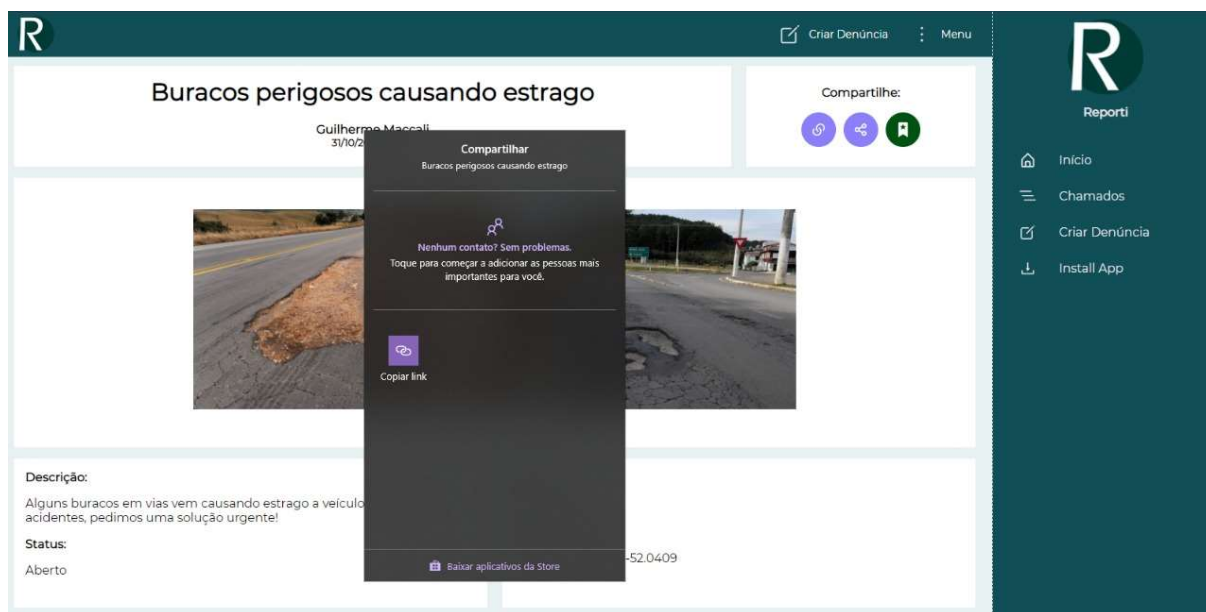 R
Criar Denúncia
Menu
Buracos perigosos causando estrago
Guilherme Maccali
31/10/2
Compartilhe:
Compartilhar
Buracos perigosos causando estrago
Nenhum contato? Sem problemas.
Toque para começar a adicionar as pessoas mais
importantes para você.
Copiar link
Baixar aplicativos da Store
Descrição:
Alguns buracos em vias vem causando estrago a veículo
acidentes, pedimos uma solução urgente!
Status:
Aberto
-52.0409
R
Reporti
Início
Chamados
Criar Denúncia
Install App